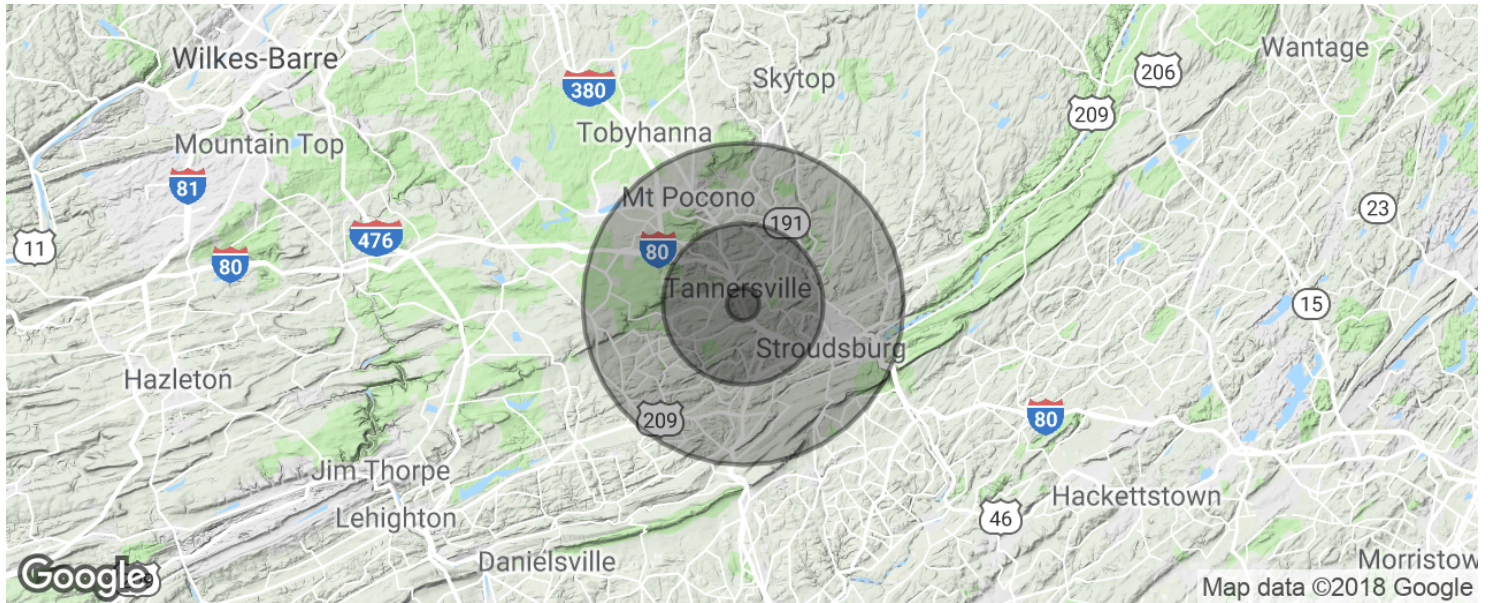 Wantage
Wilkes-Barre
206
Skytop
380
209
Tobyhanna
Mountain Top
81
Mt Pocono
23
191
11
476
80
80
Tannersville
15
Stroudsburg
Hazleton
209
80
Jim Thorpe
Hackettstown
Lehighton
46
Danielsville
Morristow
Google
9
Map data ©2018 Google